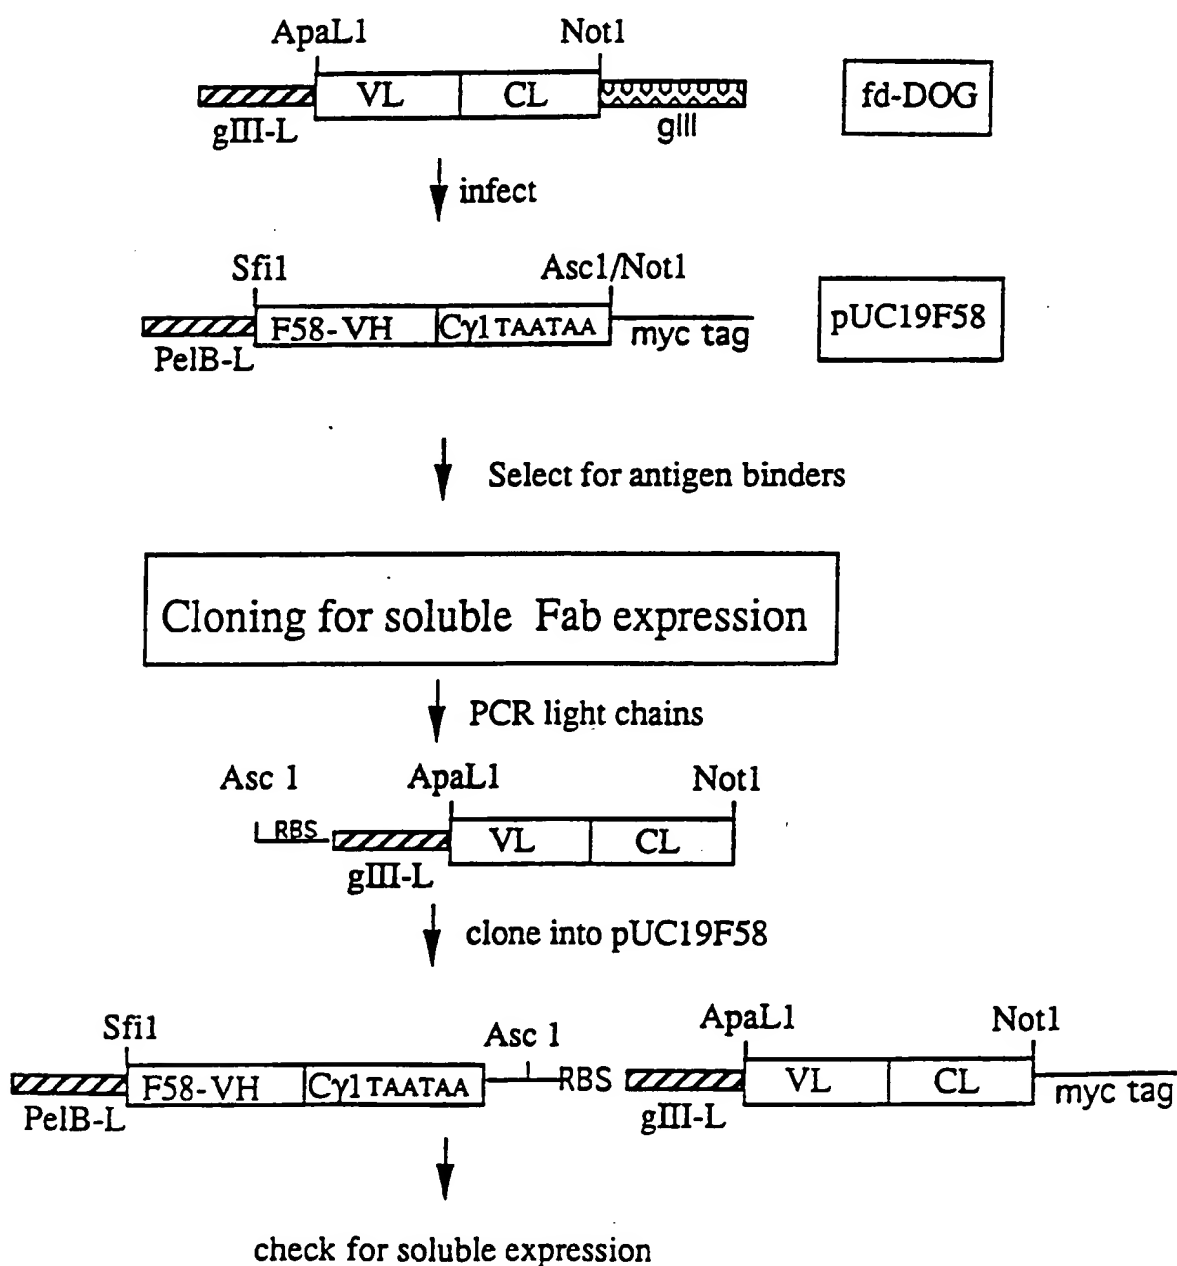 ApaL1 Not1
VL CL
gIII-L gIII
fd-DOG
infect
Sfi1 Asc1/Not1
F58-VH Cγ1 TAATAA
PelB-L myc tag
pUC19F58
Select for antigen binders
Cloning for soluble Fab expression
PCR light chains
Asc 1 ApaL1 Not1
RBS VL CL
gIII-L
clone into pUC19F58
Sfi1 Asc 1 ApaL1 Not1
F58-VH Cγ1 TAATAA RBS VL CL
PelB-L gIII-L myc tag
check for soluble expression